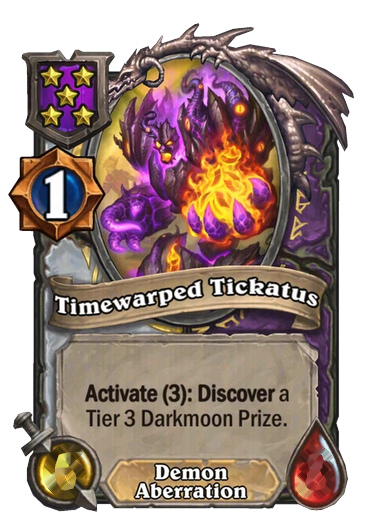 1
Timewarped Tickatus
Activate (3): Discover a
Tier 3 Darkmoon Prize.
Demon
Aberration